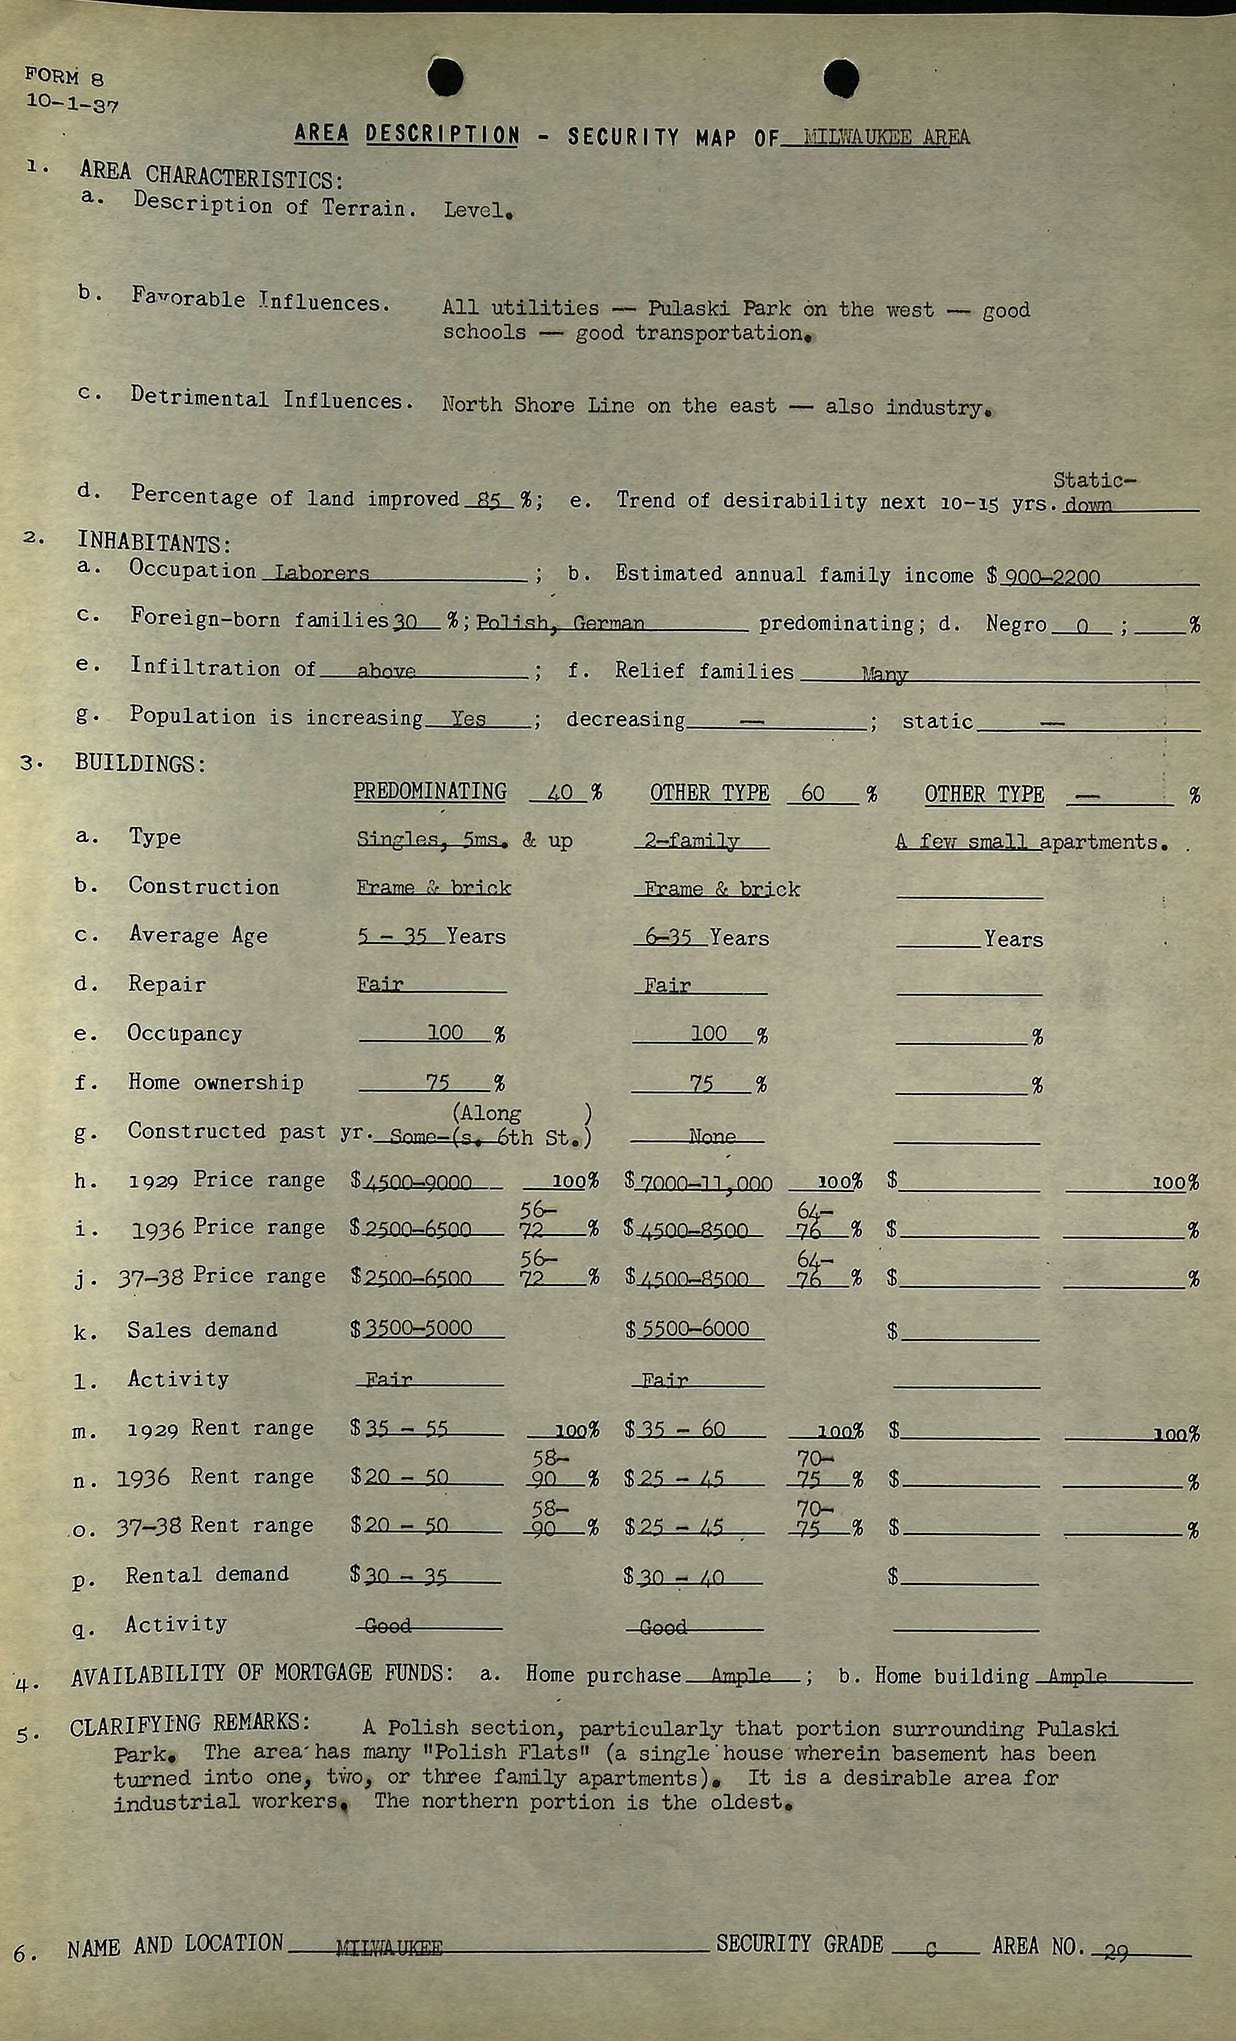 FORM 8
10-1-37
AREA DESCRIPTION - SECURITY MAP OF MILWAUKEE AREA
1. AREA CHARACTERISTICS:
a. Description of Terrain. Level.
b. Favorable Influences. All utilities — Pulaski Park on the west — good
schools — good transportation.
c. Detrimental Influences. North Shore Line on the east — also industry.
Static-
d. Percentage of land improved 85 %; e. Trend of desirability next 10-15 yrs. down
2. INHABITANTS:
a. Occupation Laborers ; b. Estimated annual family income $ 900-2200
c. Foreign-born families 30 %; Polish, German predominating; d. Negro 0 ; %
e. Infiltration of above ; f. Relief families Many
g. Population is increasing Yes ; decreasing — ; static —
3. BUILDINGS:
PREDOMINATING 40 % OTHER TYPE 60 % OTHER TYPE — %
a. Type Singles, 5ms. & up 2-family A few small apartments.
b. Construction Frame & brick Frame & brick
c. Average Age 5 - 35 Years 6-35 Years Years
d. Repair Fair Fair
e. Occupancy 100 % 100 % %
f. Home ownership 75 % 75 % %
(Along )
g. Constructed past yr. Some-(s. 6th St.) None
h. 1929 Price range $ 4500-9000 100% $ 7000-11,000 100% $ 100%
56- 64-
i. 1936 Price range $ 2500-6500 72 % $ 4500-8500 76 % $ %
56- 64-
j. 37-38 Price range $ 2500-6500 72 % $ 4500-8500 76 % $ %
k. Sales demand $ 3500-5000 $ 5500-6000 $
l. Activity Fair Fair
m. 1929 Rent range $ 35 - 55 100% $ 35 - 60 100% $ 100%
58- 70-
n. 1936 Rent range $ 20 - 50 90 % $ 25 - 45 75 % $ %
58- 70-
o. 37-38 Rent range $ 20 - 50 90 % $ 25 - 45 75 % $ %
p. Rental demand $ 30 - 35 $ 30 - 40 $
q. Activity Good Good
4. AVAILABILITY OF MORTGAGE FUNDS: a. Home purchase Ample ; b. Home building Ample
5. CLARIFYING REMARKS: A Polish section, particularly that portion surrounding Pulaski
Park. The area has many "Polish Flats" (a single house wherein basement has been
turned into one, two, or three family apartments). It is a desirable area for
industrial workers. The northern portion is the oldest.
6. NAME AND LOCATION MILWAUKEE SECURITY GRADE C AREA NO. 29